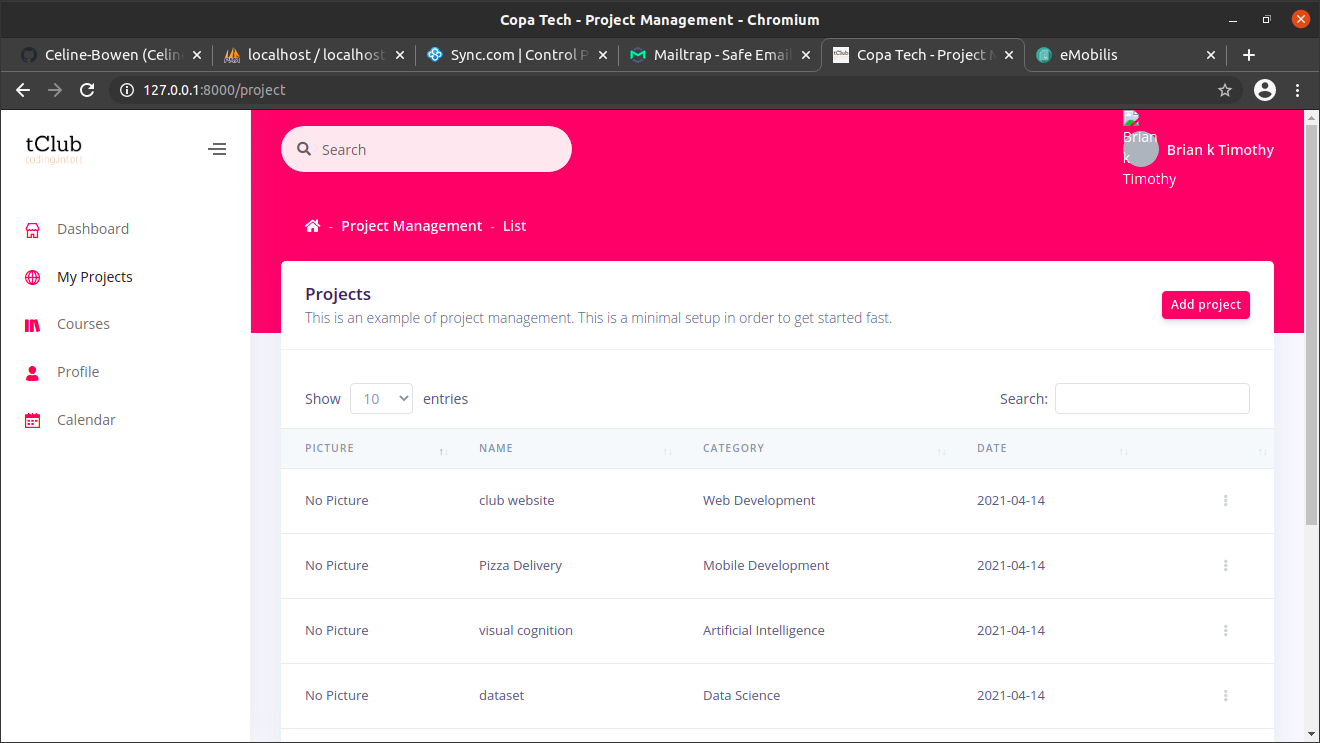 Copa Tech - Project Management - Chromium
Celine-Bowen (Celin
localhost / localhost
Sync.com | Control P
Mailtrap - Safe Email
Copa Tech - Project M
eMobilis
127.0.0.1:8000/project
tClub
coding.into()
Search
Brian k Timothy
Brian k Timothy
- Project Management - List
Dashboard
My Projects
Courses
Profile
Calendar
Projects
This is an example of project management. This is a minimal setup in order to get started fast.
Add project
Show 10 entries
Search:
PICTURE NAME CATEGORY DATE
No Picture club website Web Development 2021-04-14
No Picture Pizza Delivery Mobile Development 2021-04-14
No Picture visual cognition Artificial Intelligence 2021-04-14
No Picture dataset Data Science 2021-04-14